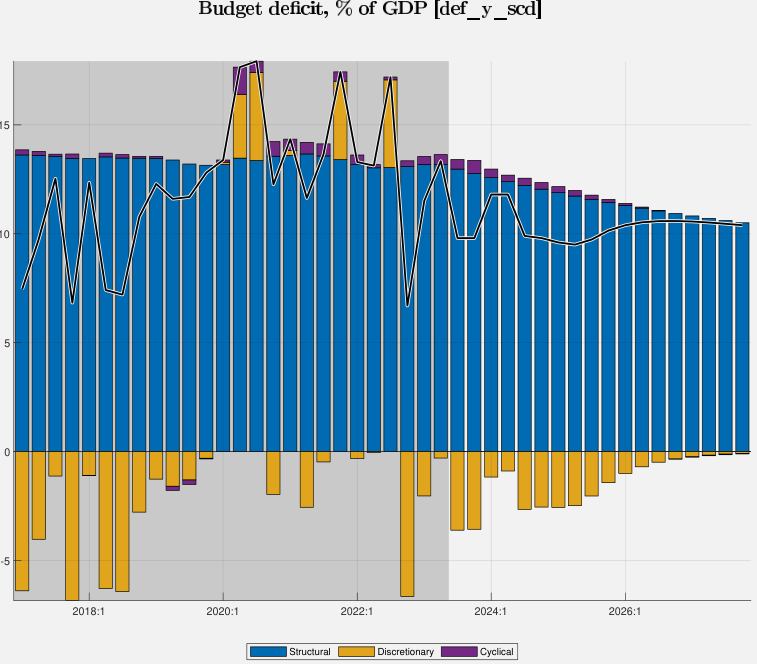 Budget deficit, % of GDP [def_y_scd]
15
10
5
0
-5
2018:1 2020:1 2022:1 2024:1 2026:1
Structural Discretionary Cyclical